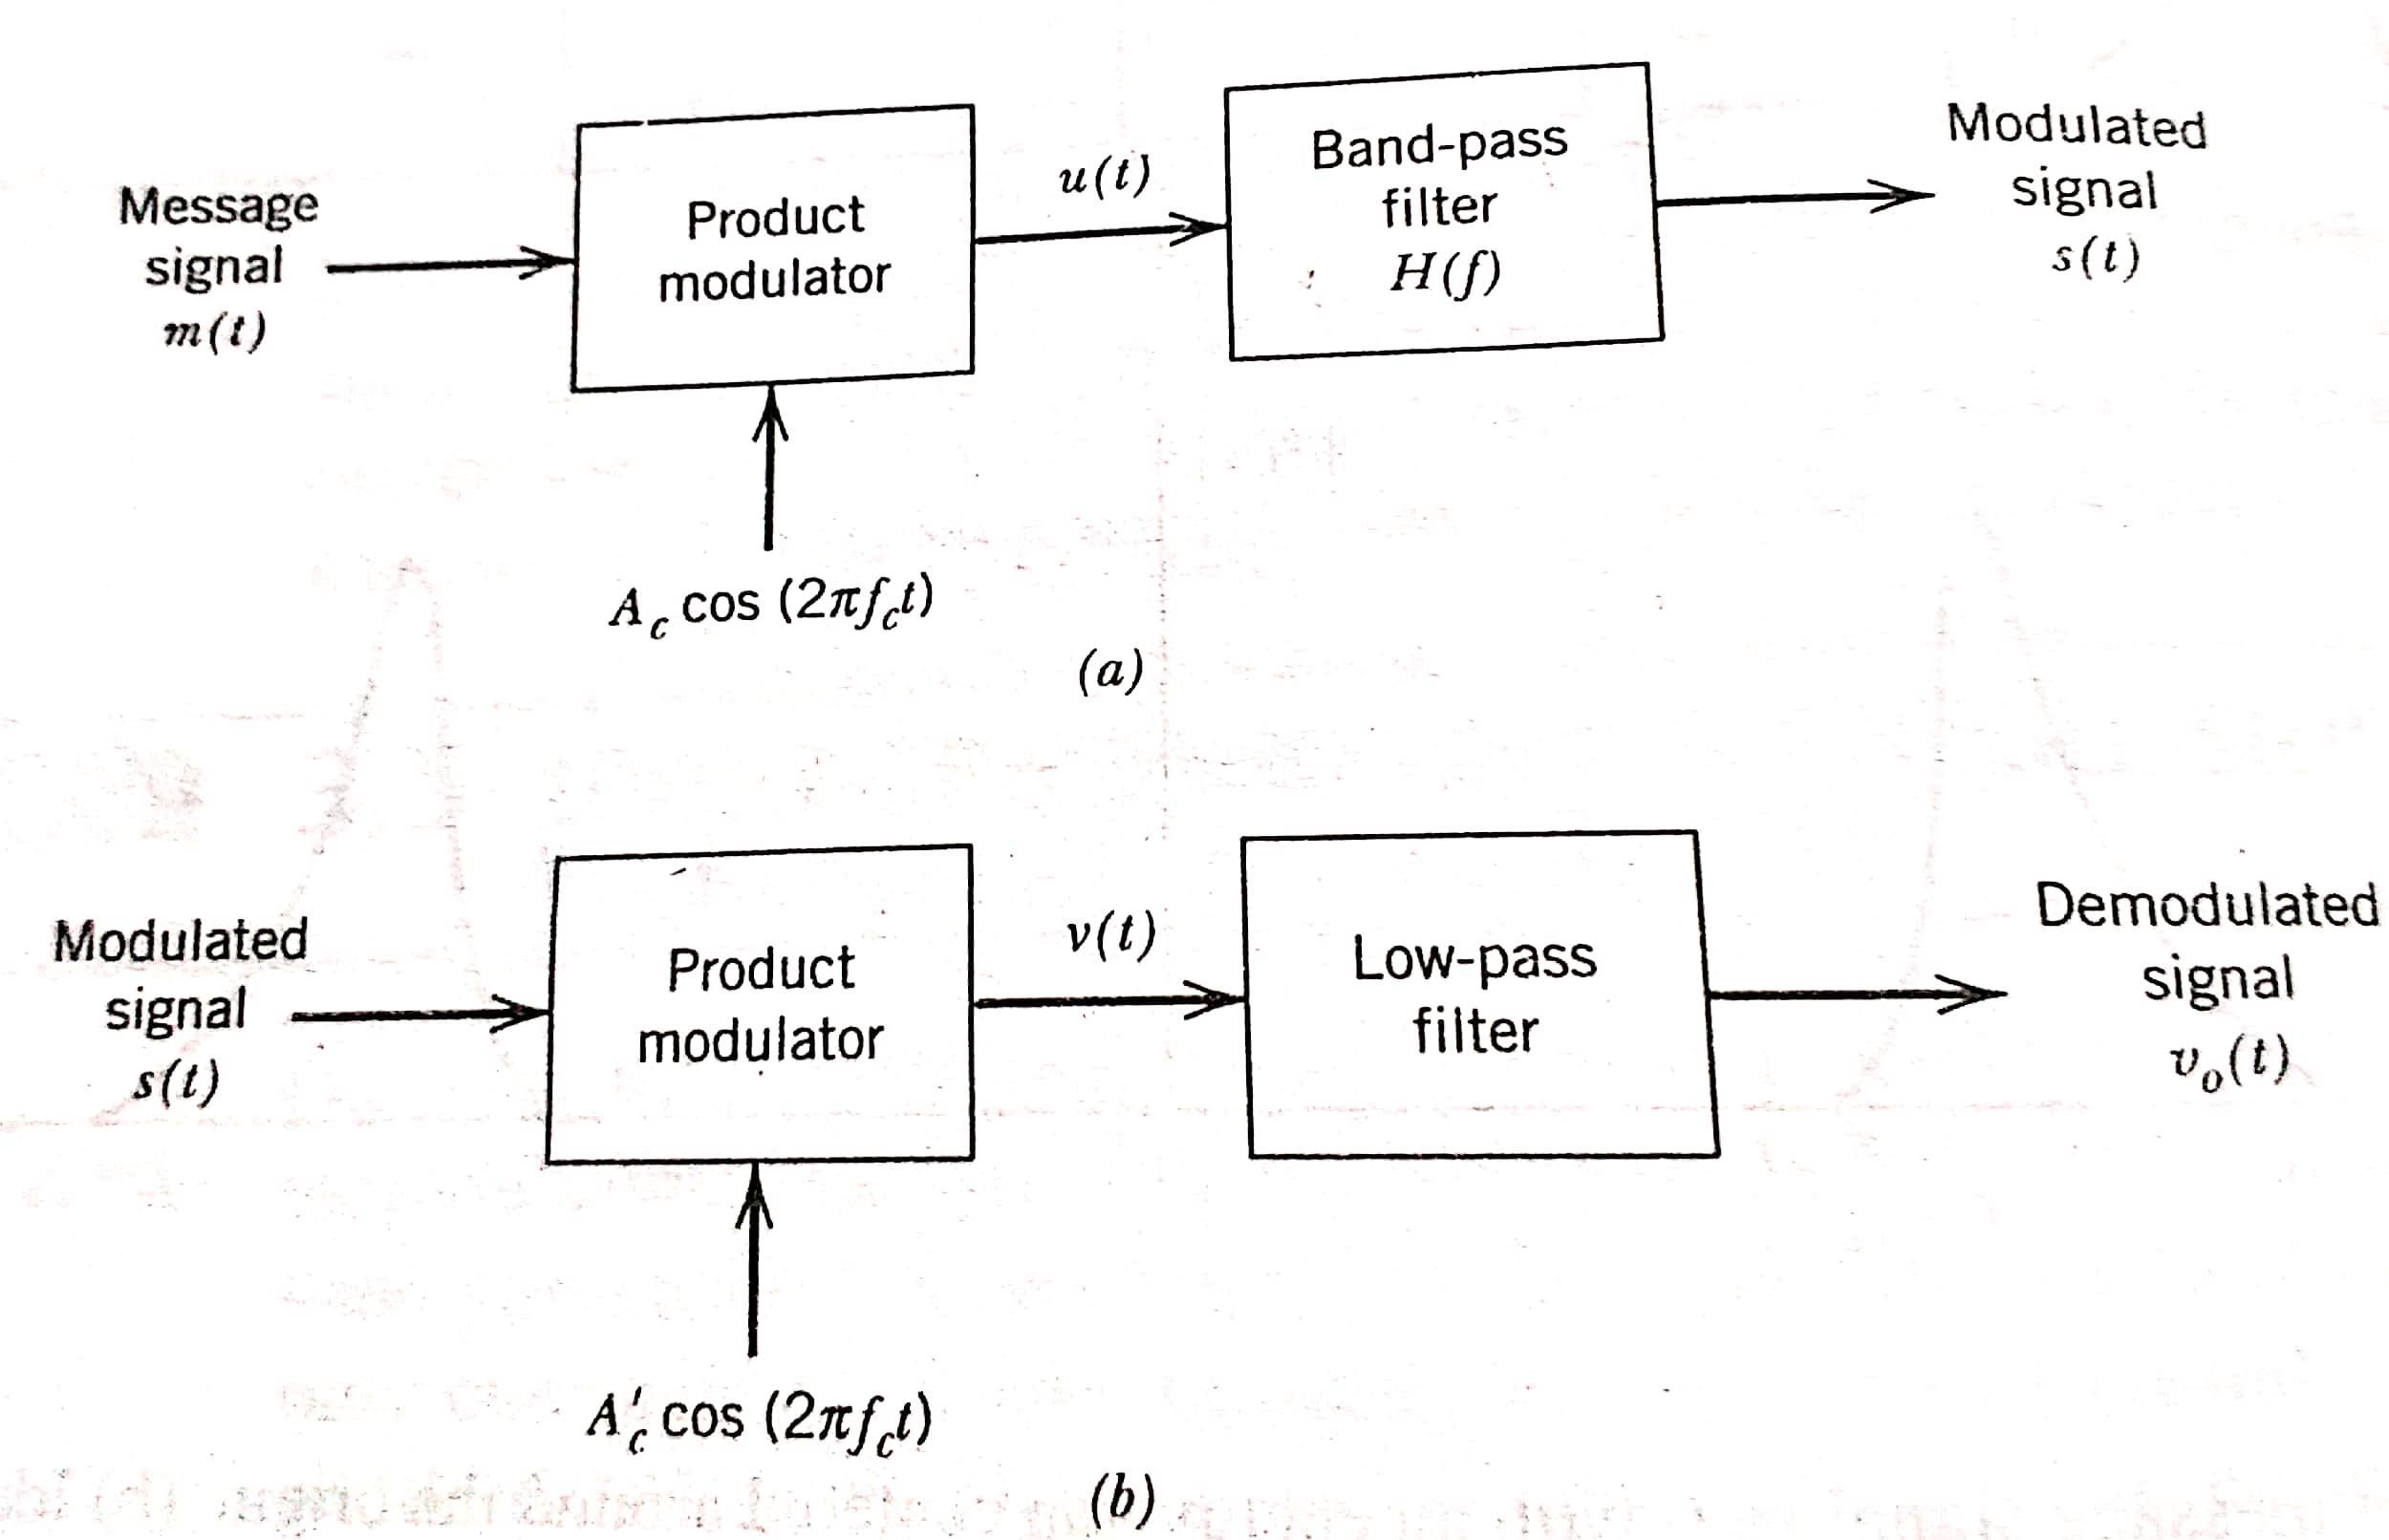 Message
signal
m(t)
Product
modulator
u(t)
Band-pass
filter
H(f)
Modulated
signal
s(t)
A_c cos (2πf_ct)
(a)
Modulated
signal
s(t)
Product
modulator
v(t)
Low-pass
filter
Demodulated
signal
v_o(t)
A'_c cos (2πf_ct)
(b)